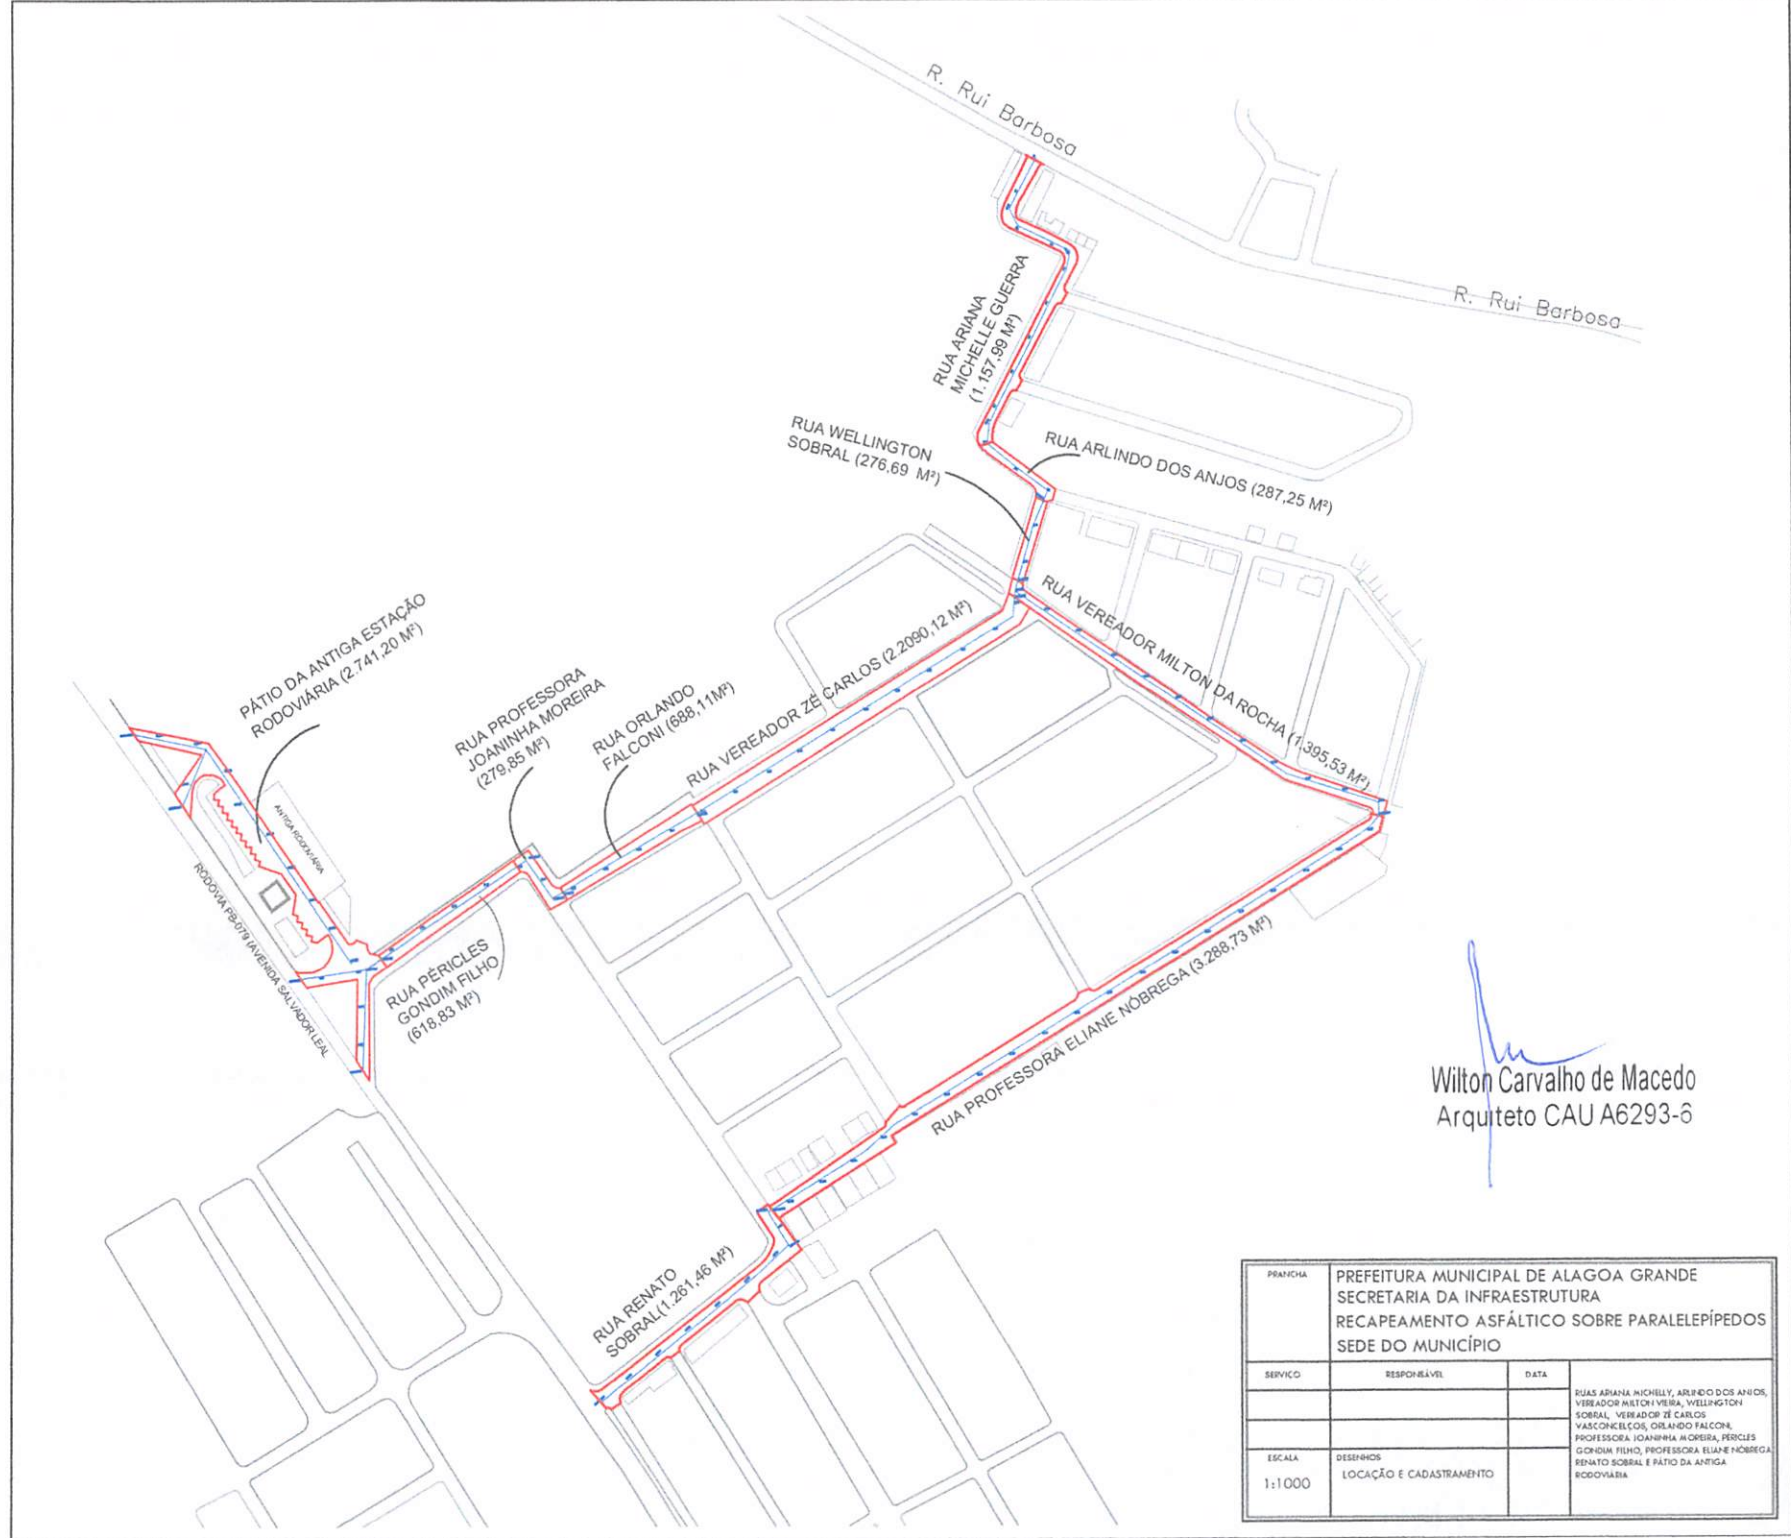 R. Rui Barbosa
R. Rui Barbosa
RUA ARIANA
MICHELLE GUERRA
(1.157,99 M²)
RUA WELLINGTON
SOBRAL (276,69 M²)
RUA ARLINDO DOS ANJOS (287,25 M²)
RUA VEREADOR MILTON DA ROCHA (1.395,53 M²)
PÁTIO DA ANTIGA ESTAÇÃO
RODOVIÁRIA (2.741,20 M²)
RUA PROFESSORA
JOANINHA MOREIRA
(279,85 M²)
RUA ORLANDO
FALCONI (688,11M²)
RUA VEREADOR ZÉ CARLOS (2.2090,12 M²)
ANTIGA RODOVIÁRIA
RODOVIA PB-079 (AVENIDA SALVADOR LEAL
RUA PÉRICLES
GONDIM FILHO
(618,83 M²)
RUA PROFESSORA ELIANE NÓBREGA (3.288,73 M²)
RUA RENATO
SOBRAL(1.261,46 M²)
Wilton Carvalho de Macedo
Arquiteto CAU A6293-6
PRANCHA
PREFEITURA MUNICIPAL DE ALAGOA GRANDE
SECRETARIA DA INFRAESTRUTURA
RECAPEAMENTO ASFÁLTICO SOBRE PARALELEPÍPEDOS
SEDE DO MUNICÍPIO
SERVIÇO
RESPONSÁVEL
DATA
RUAS ARIANA MICHELLY, ARLINDO DOS ANJOS,
VEREADOR MILTON VIEIRA, WELLINGTON
SOBRAL, VEREADOR ZÉ CARLOS
VASCONCELÇOS, ORLANDO FALCONI,
PROFESSORA JOANINHA MOREIRA, PÉRICLES
GONDIM FILHO, PROFESSORA ELIANE NÓBREGA
RENATO SOBRAL E PÁTIO DA ANTIGA
RODOVIÁRIA
ESCALA
1:1000
DESENHOS
LOCAÇÃO E CADASTRAMENTO